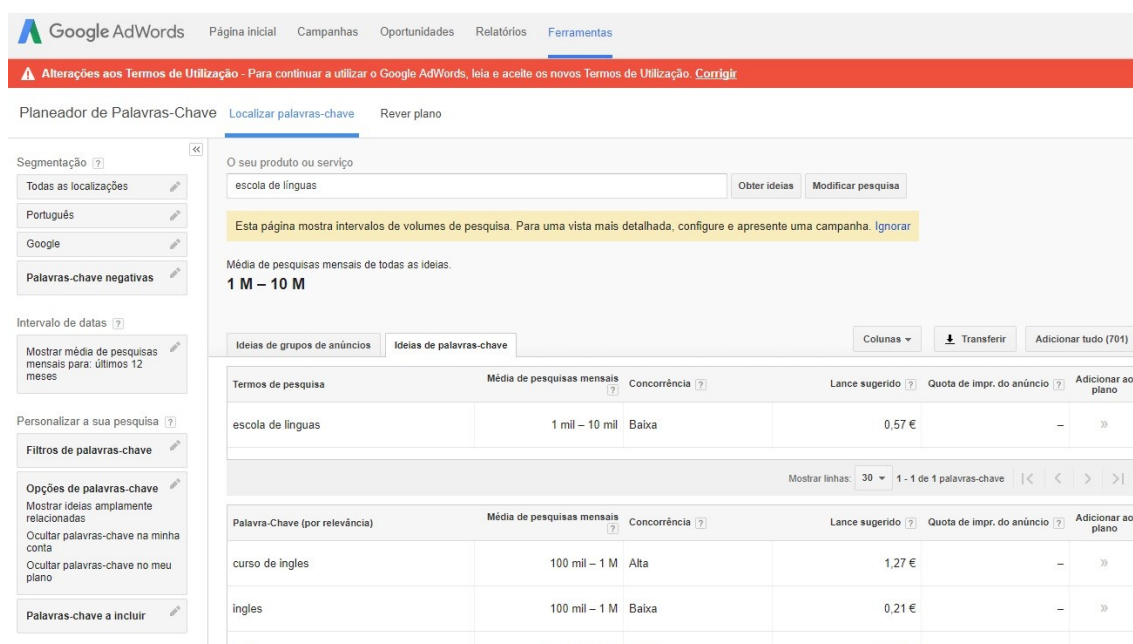 Google AdWords Página inicial Campanhas Oportunidades Relatórios Ferramentas
Alterações aos Termos de Utilização - Para continuar a utilizar o Google AdWords, leia e aceite os novos Termos de Utilização. Corrigir
Planeador de Palavras-Chave Localizar palavras-chave Rever plano
«
Segmentação ?
Todas as localizações
Português
Google
Palavras-chave negativas
Intervalo de datas ?
Mostrar média de pesquisas
mensais para: últimos 12
meses
Personalizar a sua pesquisa ?
Filtros de palavras-chave
Opções de palavras-chave
Mostrar ideias amplamente
relacionadas
Ocultar palavras-chave na minha
conta
Ocultar palavras-chave no meu
plano
Palavras-chave a incluir
O seu produto ou serviço
escola de línguas Obter ideias Modificar pesquisa
Esta página mostra intervalos de volumes de pesquisa. Para uma vista mais detalhada, configure e apresente uma campanha. Ignorar
Média de pesquisas mensais de todas as ideias.
1 M – 10 M
Ideias de grupos de anúncios Ideias de palavras-chave Colunas Transferir Adicionar tudo (701)
Termos de pesquisa Média de pesquisas mensais ? Concorrência ? Lance sugerido ? Quota de impr. do anúncio ? Adicionar ao
plano
escola de linguas 1 mil – 10 mil Baixa 0,57 € – »
Mostrar linhas: 30 1 - 1 de 1 palavras-chave |< < > >|
Palavra-Chave (por relevância) Média de pesquisas mensais ? Concorrência ? Lance sugerido ? Quota de impr. do anúncio ? Adicionar ao
plano
curso de ingles 100 mil – 1 M Alta 1,27 € – »
ingles 100 mil – 1 M Baixa 0,21 € – »